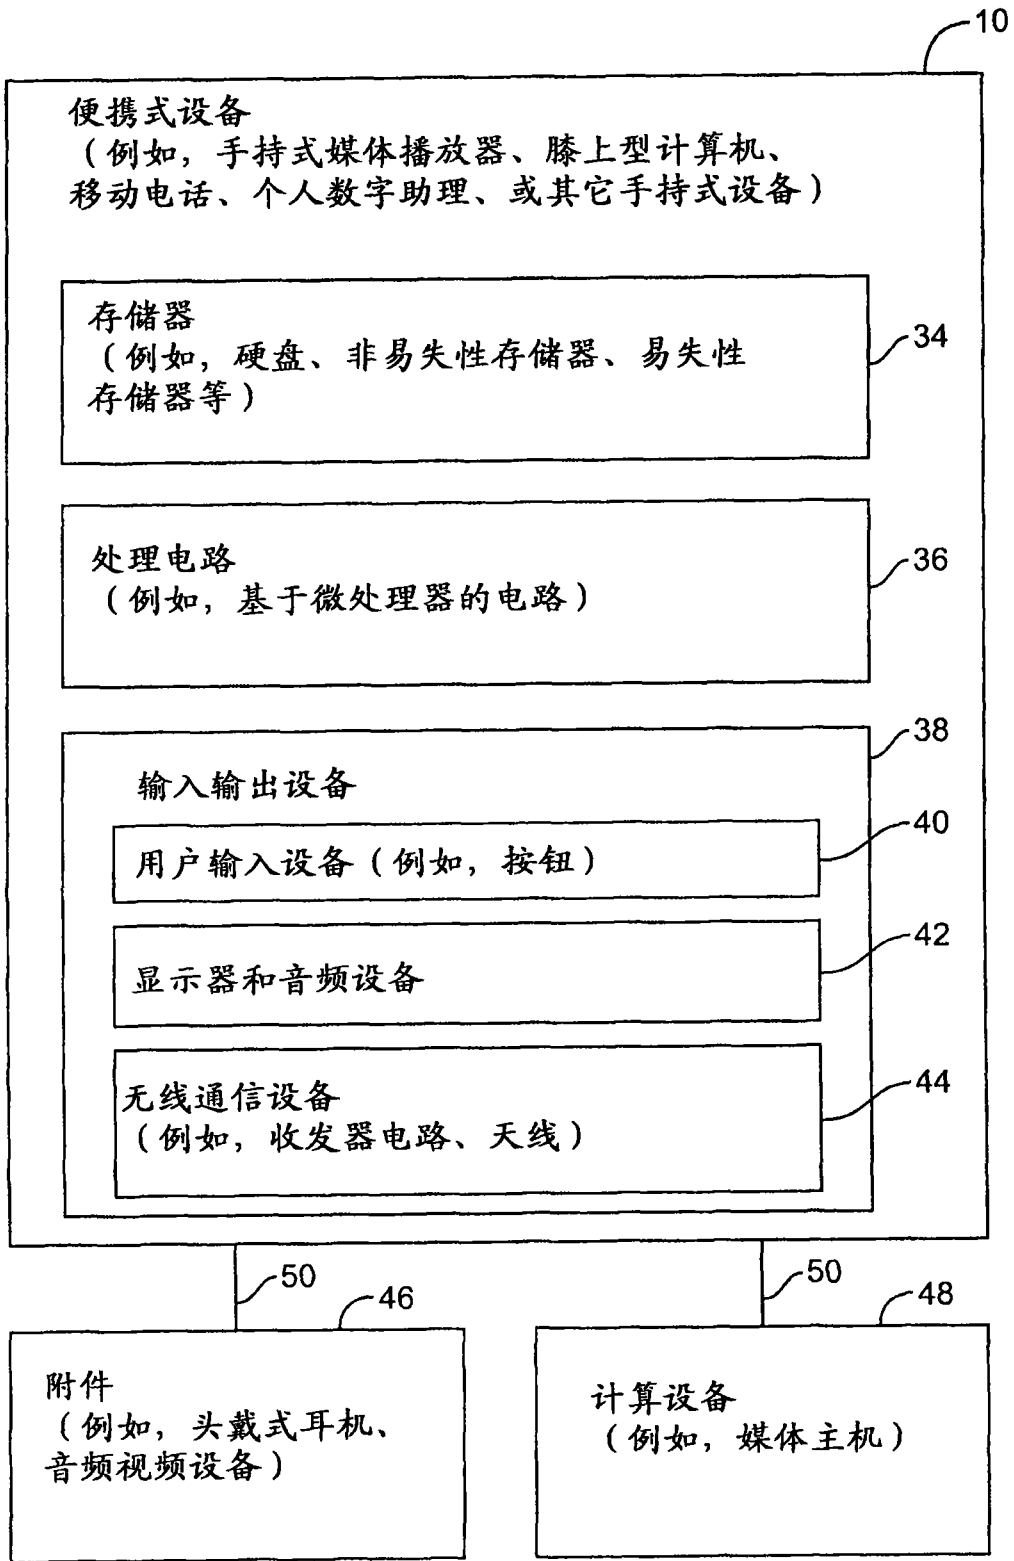 10
便携式设备
（例如，手持式媒体播放器、膝上型计算机、
移动电话、个人数字助理、或其它手持式设备）
存储器
（例如，硬盘、非易失性存储器、易失性
存储器等）
34
处理电路
（例如，基于微处理器的电路）
36
38
输入输出设备
用户输入设备（例如，按钮）
40
显示器和音频设备
42
无线通信设备
（例如，收发器电路、天线）
44
50
50
46
48
附件
（例如，头戴式耳机、
音频视频设备）
计算设备
（例如，媒体主机）